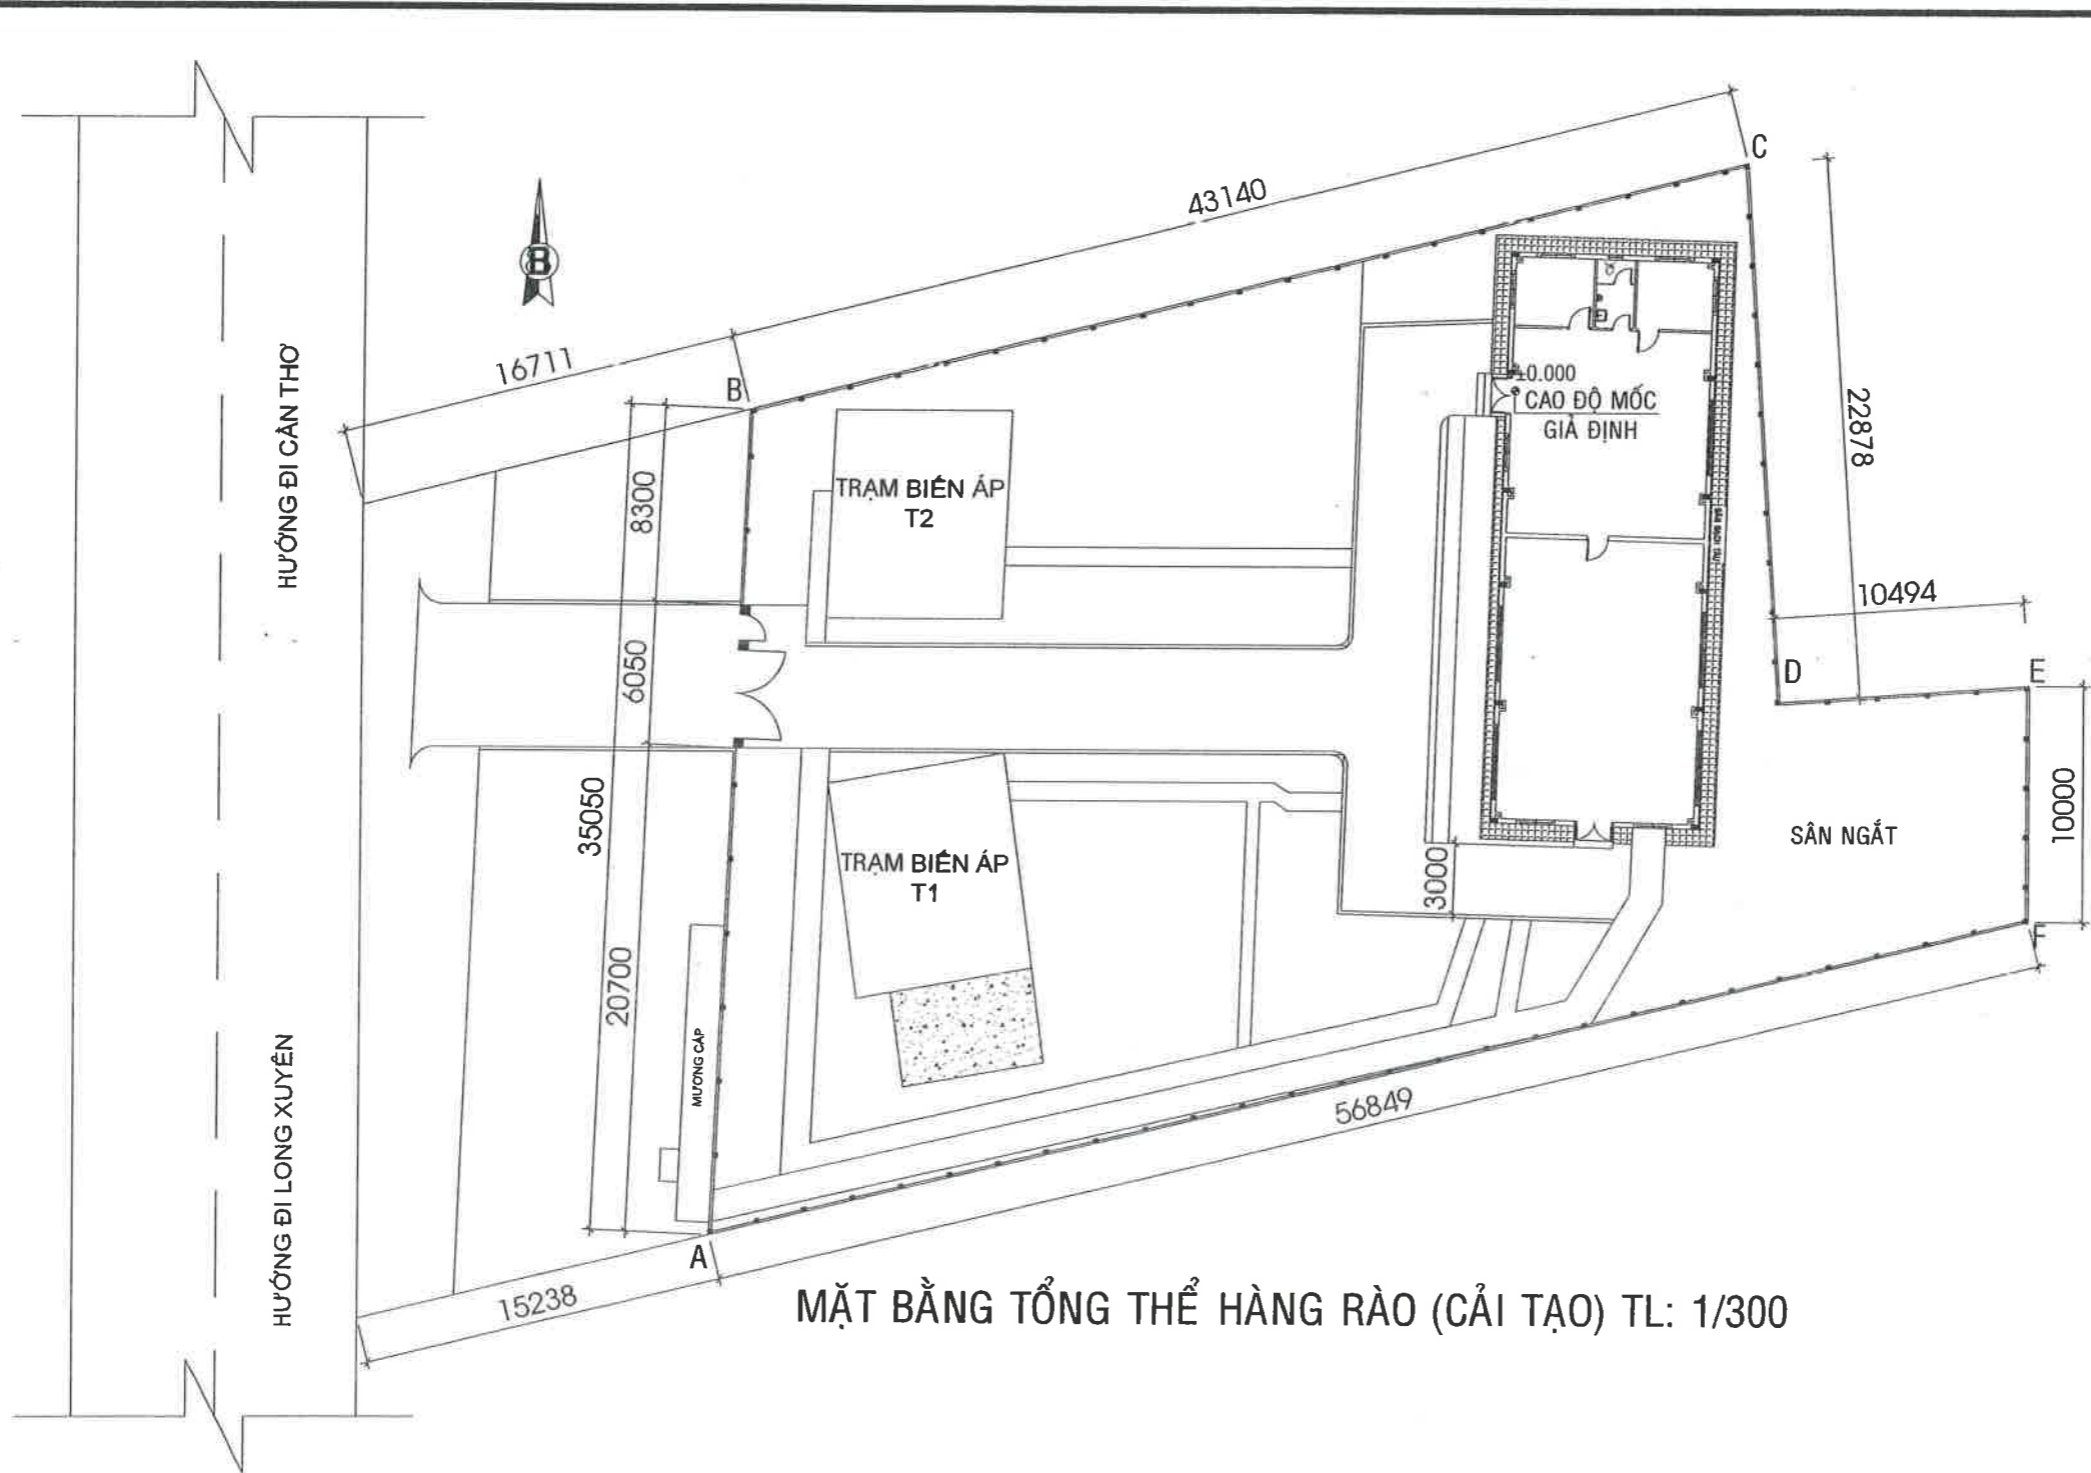 C
43140
B
16711
B
HƯỚNG ĐI CẦN THƠ
±0.000
CAO ĐỘ MỐC
GIẢ ĐỊNH
22878
8300
TRẠM BIẾN ÁP
T2
10494
6050
D
E
35050
10000
SÂN NGẮT
TRẠM BIẾN ÁP
T1
3000
F
20700
MƯƠNG CÁP
HƯỚNG ĐI LONG XUYÊN
56849
A
15238
MẶT BẰNG TỔNG THỂ HÀNG RÀO (CẢI TẠO) TL: 1/300